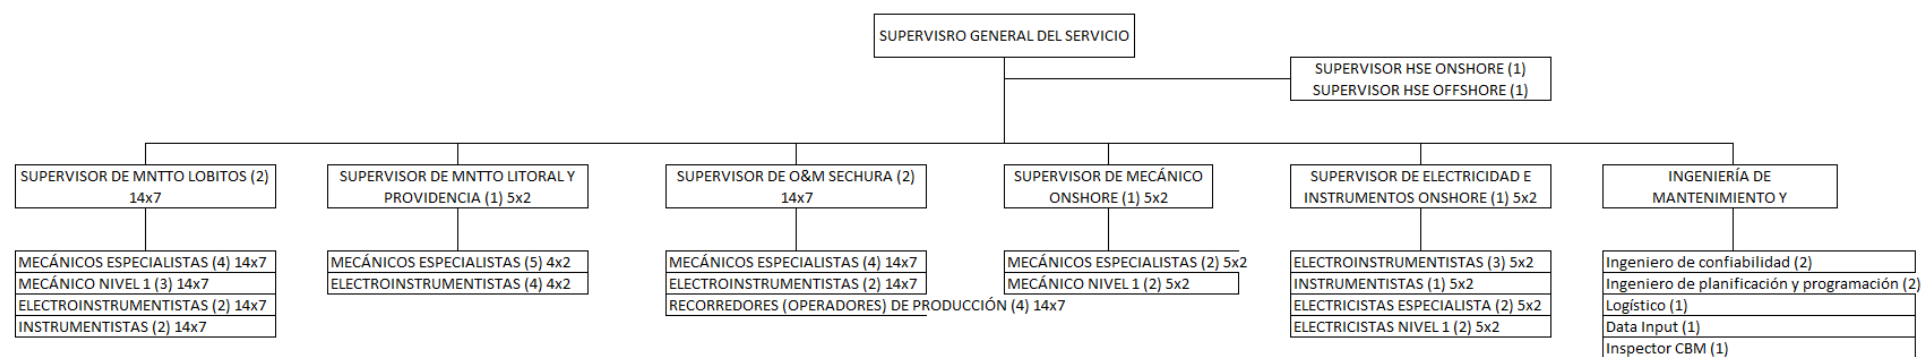 SUPERVISRO GENERAL DEL SERVICIO
SUPERVISOR HSE ONSHORE (1)
SUPERVISOR HSE OFFSHORE (1)
SUPERVISOR DE MNTTO LOBITOS (2)
14x7
SUPERVISOR DE MNTTO LITORAL Y
PROVIDENCIA (1) 5x2
SUPERVISOR DE O&M SECHURA (2)
14x7
SUPERVISOR DE MECÁNICO
ONSHORE (1) 5x2
SUPERVISOR DE ELECTRICIDAD E
INSTRUMENTOS ONSHORE (1) 5x2
INGENIERÍA DE
MANTENIMIENTO Y
MECÁNICOS ESPECIALISTAS (4) 14x7
MECÁNICO NIVEL 1 (3) 14x7
ELECTROINSTRUMENTISTAS (2) 14x7
INSTRUMENTISTAS (2) 14x7
MECÁNICOS ESPECIALISTAS (5) 4x2
ELECTROINSTRUMENTISTAS (4) 4x2
MECÁNICOS ESPECIALISTAS (4) 14x7
ELECTROINSTRUMENTISTAS (2) 14x7
RECORREDORES (OPERADORES) DE PRODUCCIÓN (4) 14x7
MECÁNICOS ESPECIALISTAS (2) 5x2
MECÁNICO NIVEL 1 (2) 5x2
ELECTROINSTRUMENTISTAS (3) 5x2
INSTRUMENTISTAS (1) 5x2
ELECTRICISTAS ESPECIALISTA (2) 5x2
ELECTRICISTAS NIVEL 1 (2) 5x2
Ingeniero de confiabilidad (2)
Ingeniero de planificación y programación (2)
Logístico (1)
Data Input (1)
Inspector CBM (1)